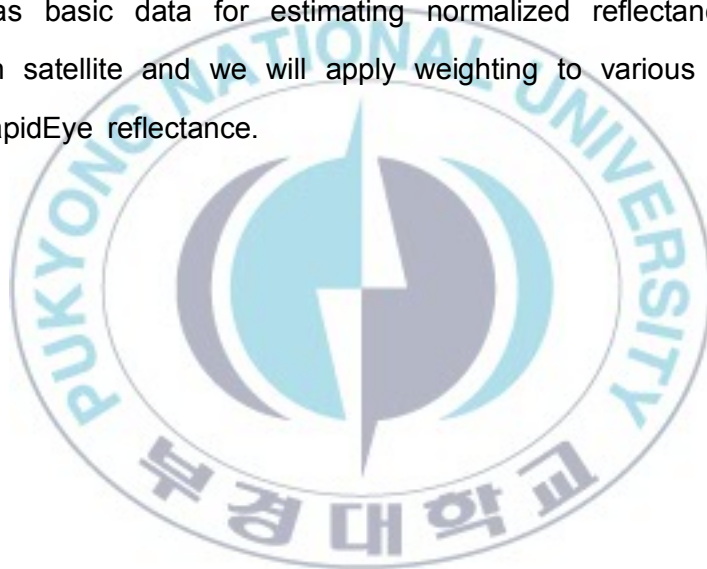 as basic data for estimating normalized reflectanc
satellite and we will apply weighting to various
apidEye reflectance.
PUKYONG NATIONAL UNIVERSITY
부경대학교